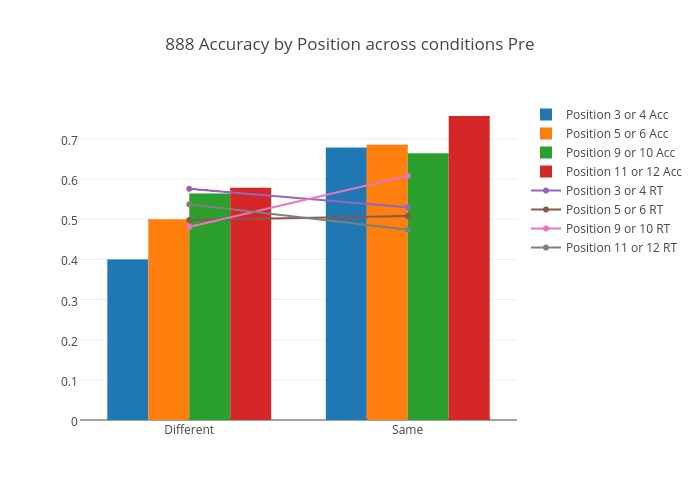 888 Accuracy by Position across conditions Pre
Position 3 or 4 Acc
Position 5 or 6 Acc
Position 9 or 10 Acc
Position 11 or 12 Acc
Position 3 or 4 RT
Position 5 or 6 RT
Position 9 or 10 RT
Position 11 or 12 RT
0.7
0.6
0.5
0.4
0.3
0.2
0.1
0
Different
Same